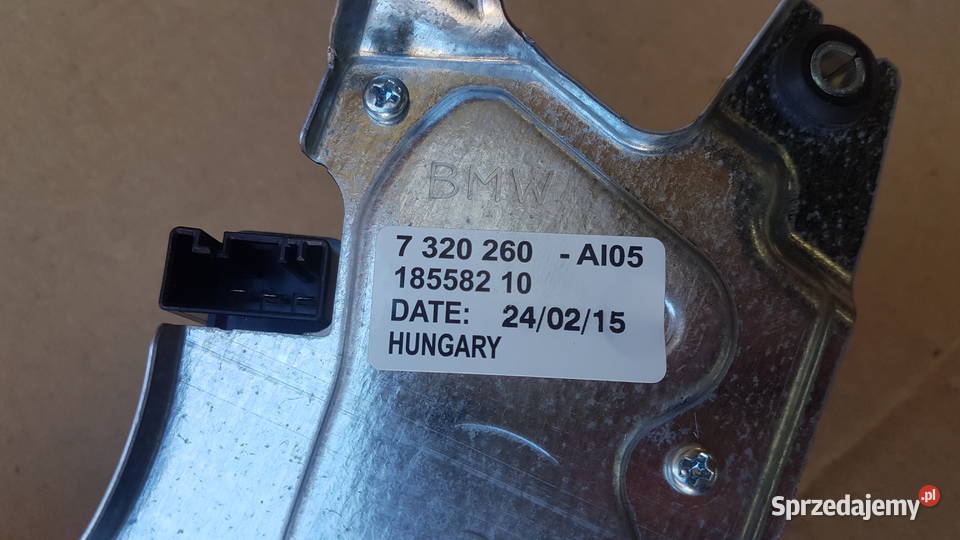 BMW
7 320 260 - AI05
185582 10
DATE: 24/02/15
HUNGARY
Sprzedajemy.pl